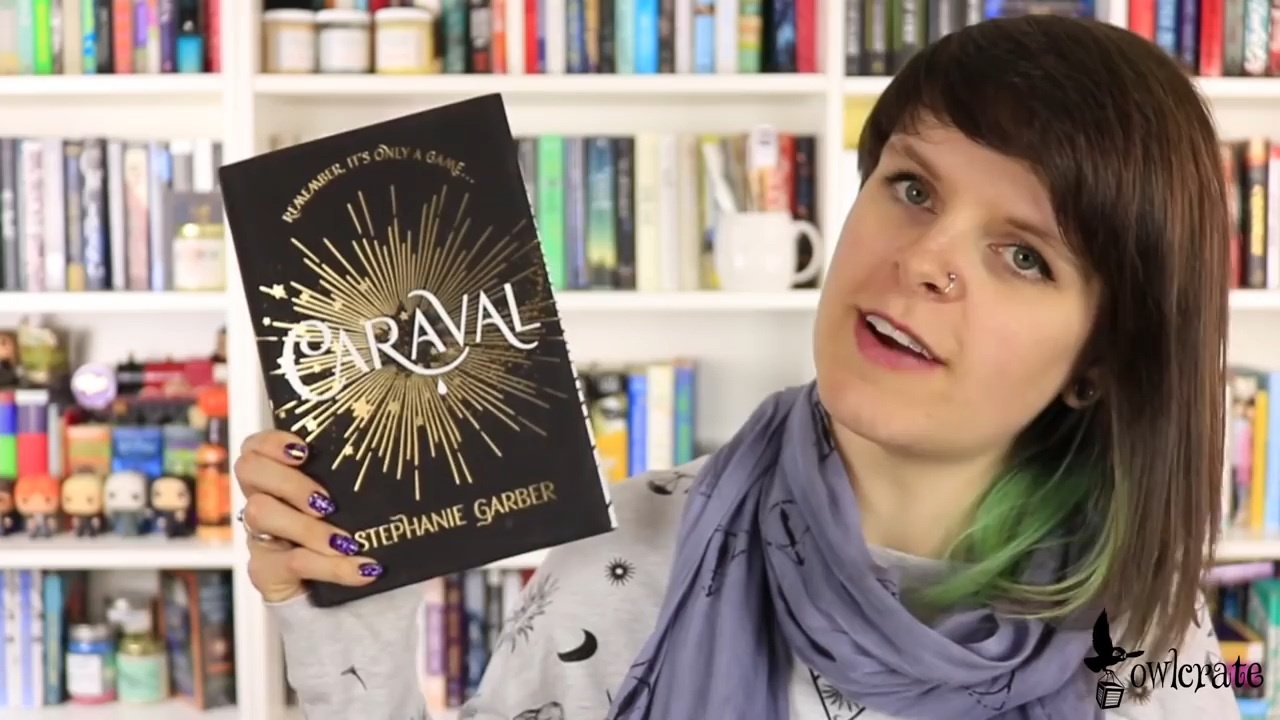 REMEMBER, IT'S ONLY A GAME...
CARAVAL
STEPHANIE GARBER
owlcrate